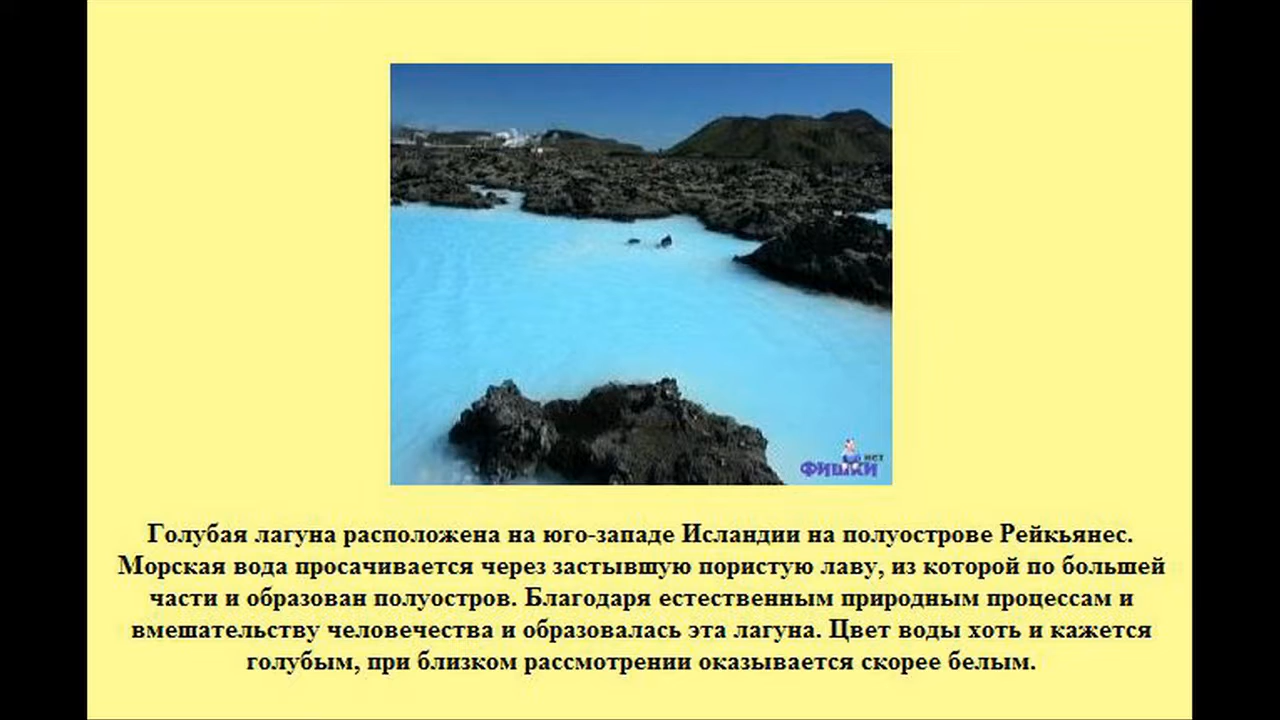 нет
ФИШКИ
Голубая лагуна расположена на юго-западе Исландии на полуострове Рейкьянес.
Морская вода просачивается через застывшую пористую лаву, из которой по большей
части и образован полуостров. Благодаря естественным природным процессам и
вмешательству человечества и образовалась эта лагуна. Цвет воды хоть и кажется
голубым, при близком рассмотрении оказывается скорее белым.